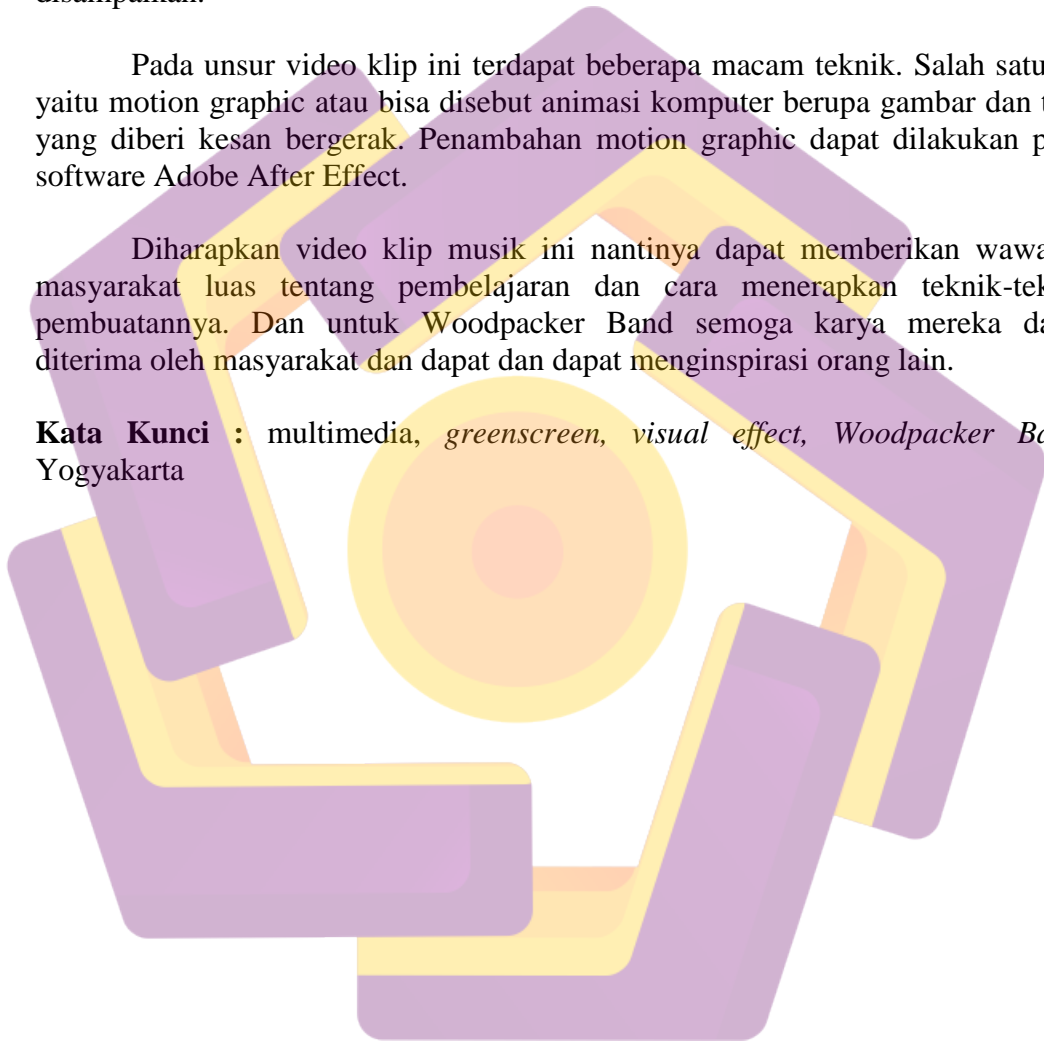 disampaikan.
Pada unsur video klip ini terdapat beberapa macam teknik. Salah satu
yaitu motion graphic atau bisa disebut animasi komputer berupa gambar dan
yang diberi kesan bergerak. Penambahan motion graphic dapat dilakukan
software Adobe After Effect.
Diharapkan video klip musik ini nantinya dapat memberikan
masyarakat luas tentang pembelajaran dan cara menerapkan
pembuatannya. Dan untuk Woodpacker Band semoga karya mereka
diterima oleh masyarakat dan dapat dan dapat menginspirasi orang lain.
Kata Kunci : multimedia, greenscreen, visual effect, Woodpacker
Yogyakarta